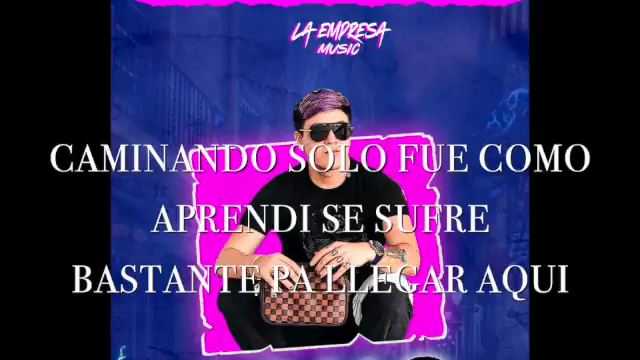 LA EMPRESA
MUSIC
CAMINANDO SOLO FUE COMO
APRENDI SE SUFRE
BASTANTE PA LLEGAR AQUI